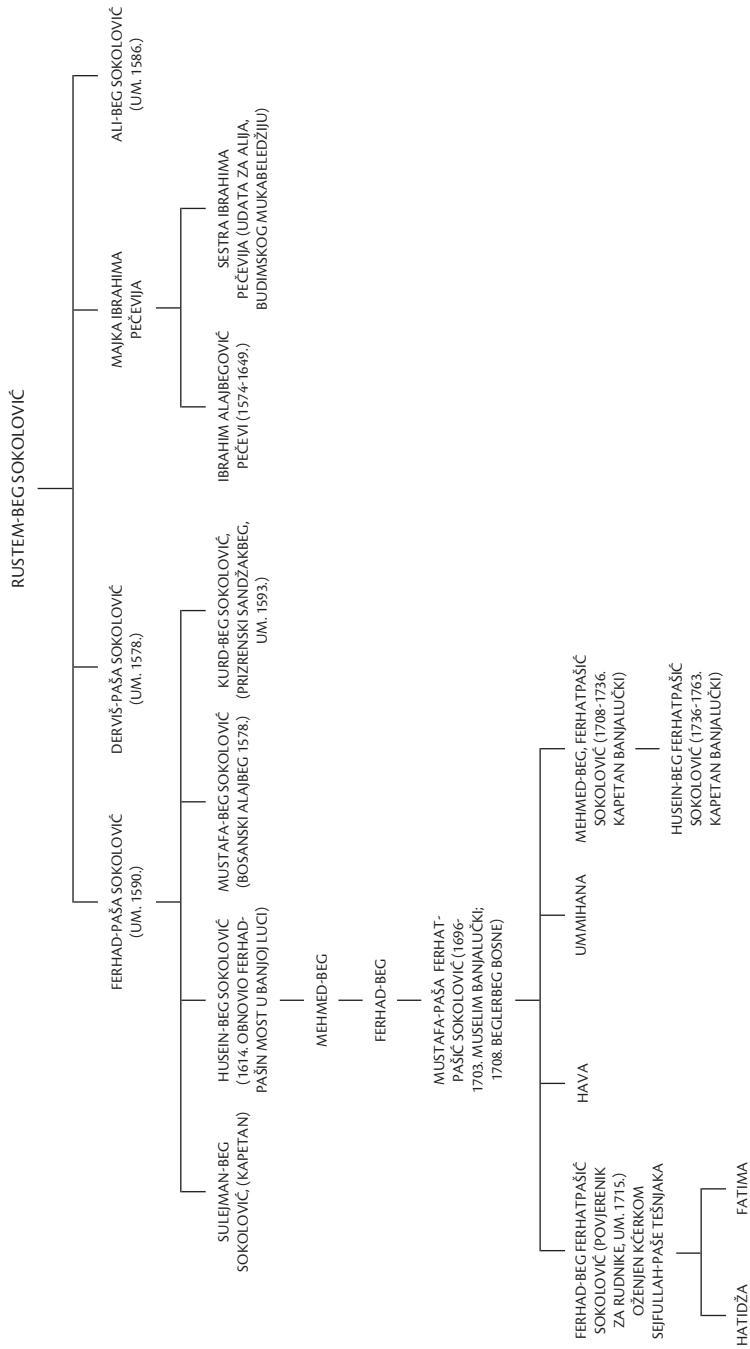 RUSTEM-BEG SOKOLOVIĆ
FERHAD-PAŠA SOKOLOVIĆ
(UM. 1590.)
DERVIŠ-PAŠA SOKOLOVIĆ
(UM. 1578.)
MAJKA IBRAHIMA
PEČEVIJA
ALI-BEG SOKOLOVIĆ
(UM. 1586.)
SULEJMAN-BEG
SOKOLOVIĆ, (KAPETAN)
HUSEIN-BEG SOKOLOVIĆ
(1614. OBNOVIO FERHAD-
PAŠIN MOST U BANJOJ LUCI)
MUSTAFA-BEG SOKOLOVIĆ
(BOSANSKI ALAJBEG 1578.)
KURD-BEG SOKOLOVIĆ,
(PRIZRENSKI SANDŽAKBEG,
UM. 1593.)
IBRAHIM ALAJBEGOVIĆ
PEČEVI (1574-1649.)
SESTRA IBRAHIMA
PEČEVIJA (UDATA ZA ALIJA,
BUDIMSKOG MUKABELEDŽIJU)
MEHMED-BEG
FERHAD-BEG
MUSTAFA-PAŠA FERHAT-
PAŠIĆ SOKOLOVIĆ (1696-
1703. MUSELIM BANJALUČKI;
1708. BEGLERBEG BOSNE)
FERHAD-BEG FERHATPAŠIĆ
SOKOLOVIĆ (POVJERENIK
ZA RUDNIKE, UM. 1715.)
OŽENJEN KĆERKOM
SEJFULLAH-PAŠE TEŠNJAKA
HAVA
UMMIHANA
MEHMED-BEG, FERHATPAŠIĆ
SOKOLOVIĆ (1708-1736.
KAPETAN BANJALUČKI)
HATIDŽA
FATIMA
HUSEIN-BEG FERHATPAŠIĆ
SOKOLOVIĆ (1736-1763.
KAPETAN BANJALUČKI)